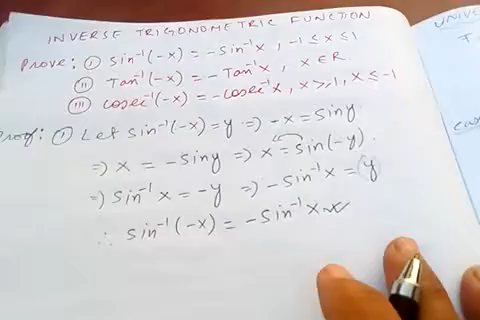 INVERSE TRIGONOMETRIC FUNCTION
Prove: (i) sin⁻¹(-x) = -sin⁻¹x, -1 ≤ x ≤ 1
(ii) Tan⁻¹(-x) = -Tan⁻¹x, x ∈ R.
(iii) cosec⁻¹(-x) = -cosec⁻¹x, x ≥ 1, x ≤ -1
Proof: (i) Let sin⁻¹(-x) = y ⇒ -x = sin y.
⇒ x = -sin y ⇒ x = sin(-y).
⇒ sin⁻¹x = -y ⇒ -sin⁻¹x = y
∴ sin⁻¹(-x) = -sin⁻¹x
UNIVE